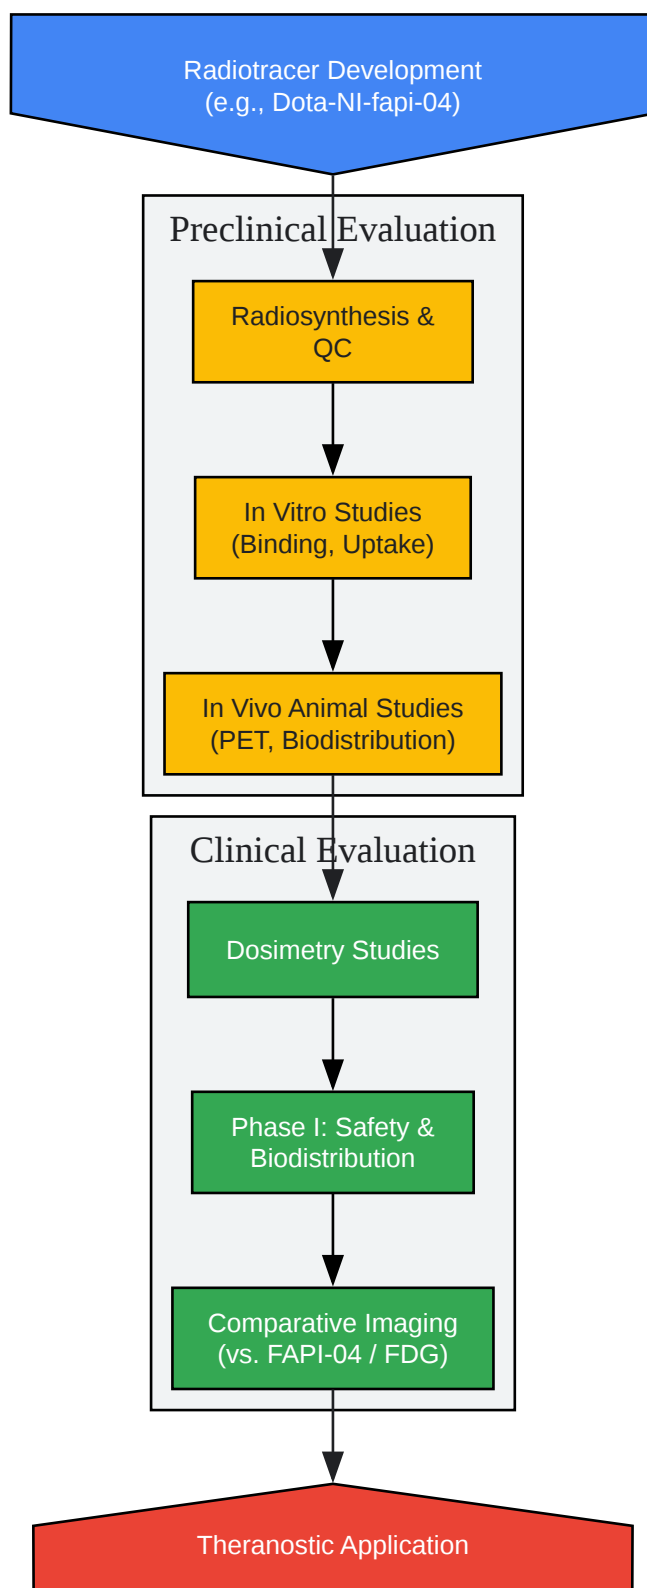 Radiotracer Development
(e.g., Dota-NI-fapi-04)
Preclinical Evaluation
Radiosynthesis &
QC
In Vitro Studies
(Binding, Uptake)
In Vivo Animal Studies
(PET, Biodistribution)
Clinical Evaluation
Dosimetry Studies
Phase I: Safety &
Biodistribution
Comparative Imaging
(vs. FAPI-04 / FDG)
Theranostic Application